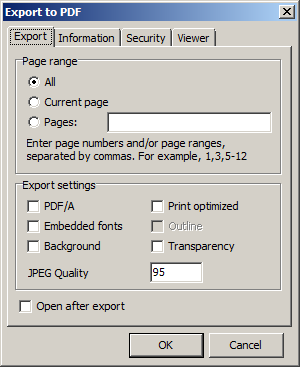 Export to PDF
Export Information Security Viewer
Page range
All
Current page
Pages:
Enter page numbers and/or page ranges,
separated by commas. For example, 1,3,5-12
Export settings
PDF/A Print optimized
Embedded fonts Outline
Background Transparency
JPEG Quality 95
Open after export
OK Cancel